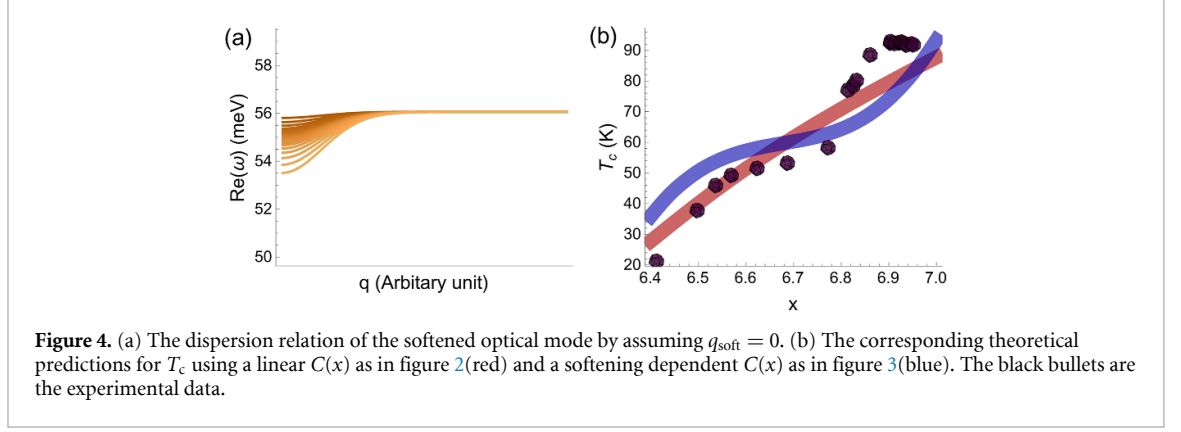 (a)
Re(ω) (meV)
58
56
54
52
50
q (Arbitary unit)
(b)
T_c (K)
90
80
70
60
50
40
30
20
6.4 6.5 6.6 6.7 6.8 6.9 7.0
x
Figure 4. (a) The dispersion relation of the softened optical mode by assuming q_soft = 0. (b) The corresponding theoretical
predictions for T_c using a linear C(x) as in figure 2(red) and a softening dependent C(x) as in figure 3(blue). The black bullets are
the experimental data.